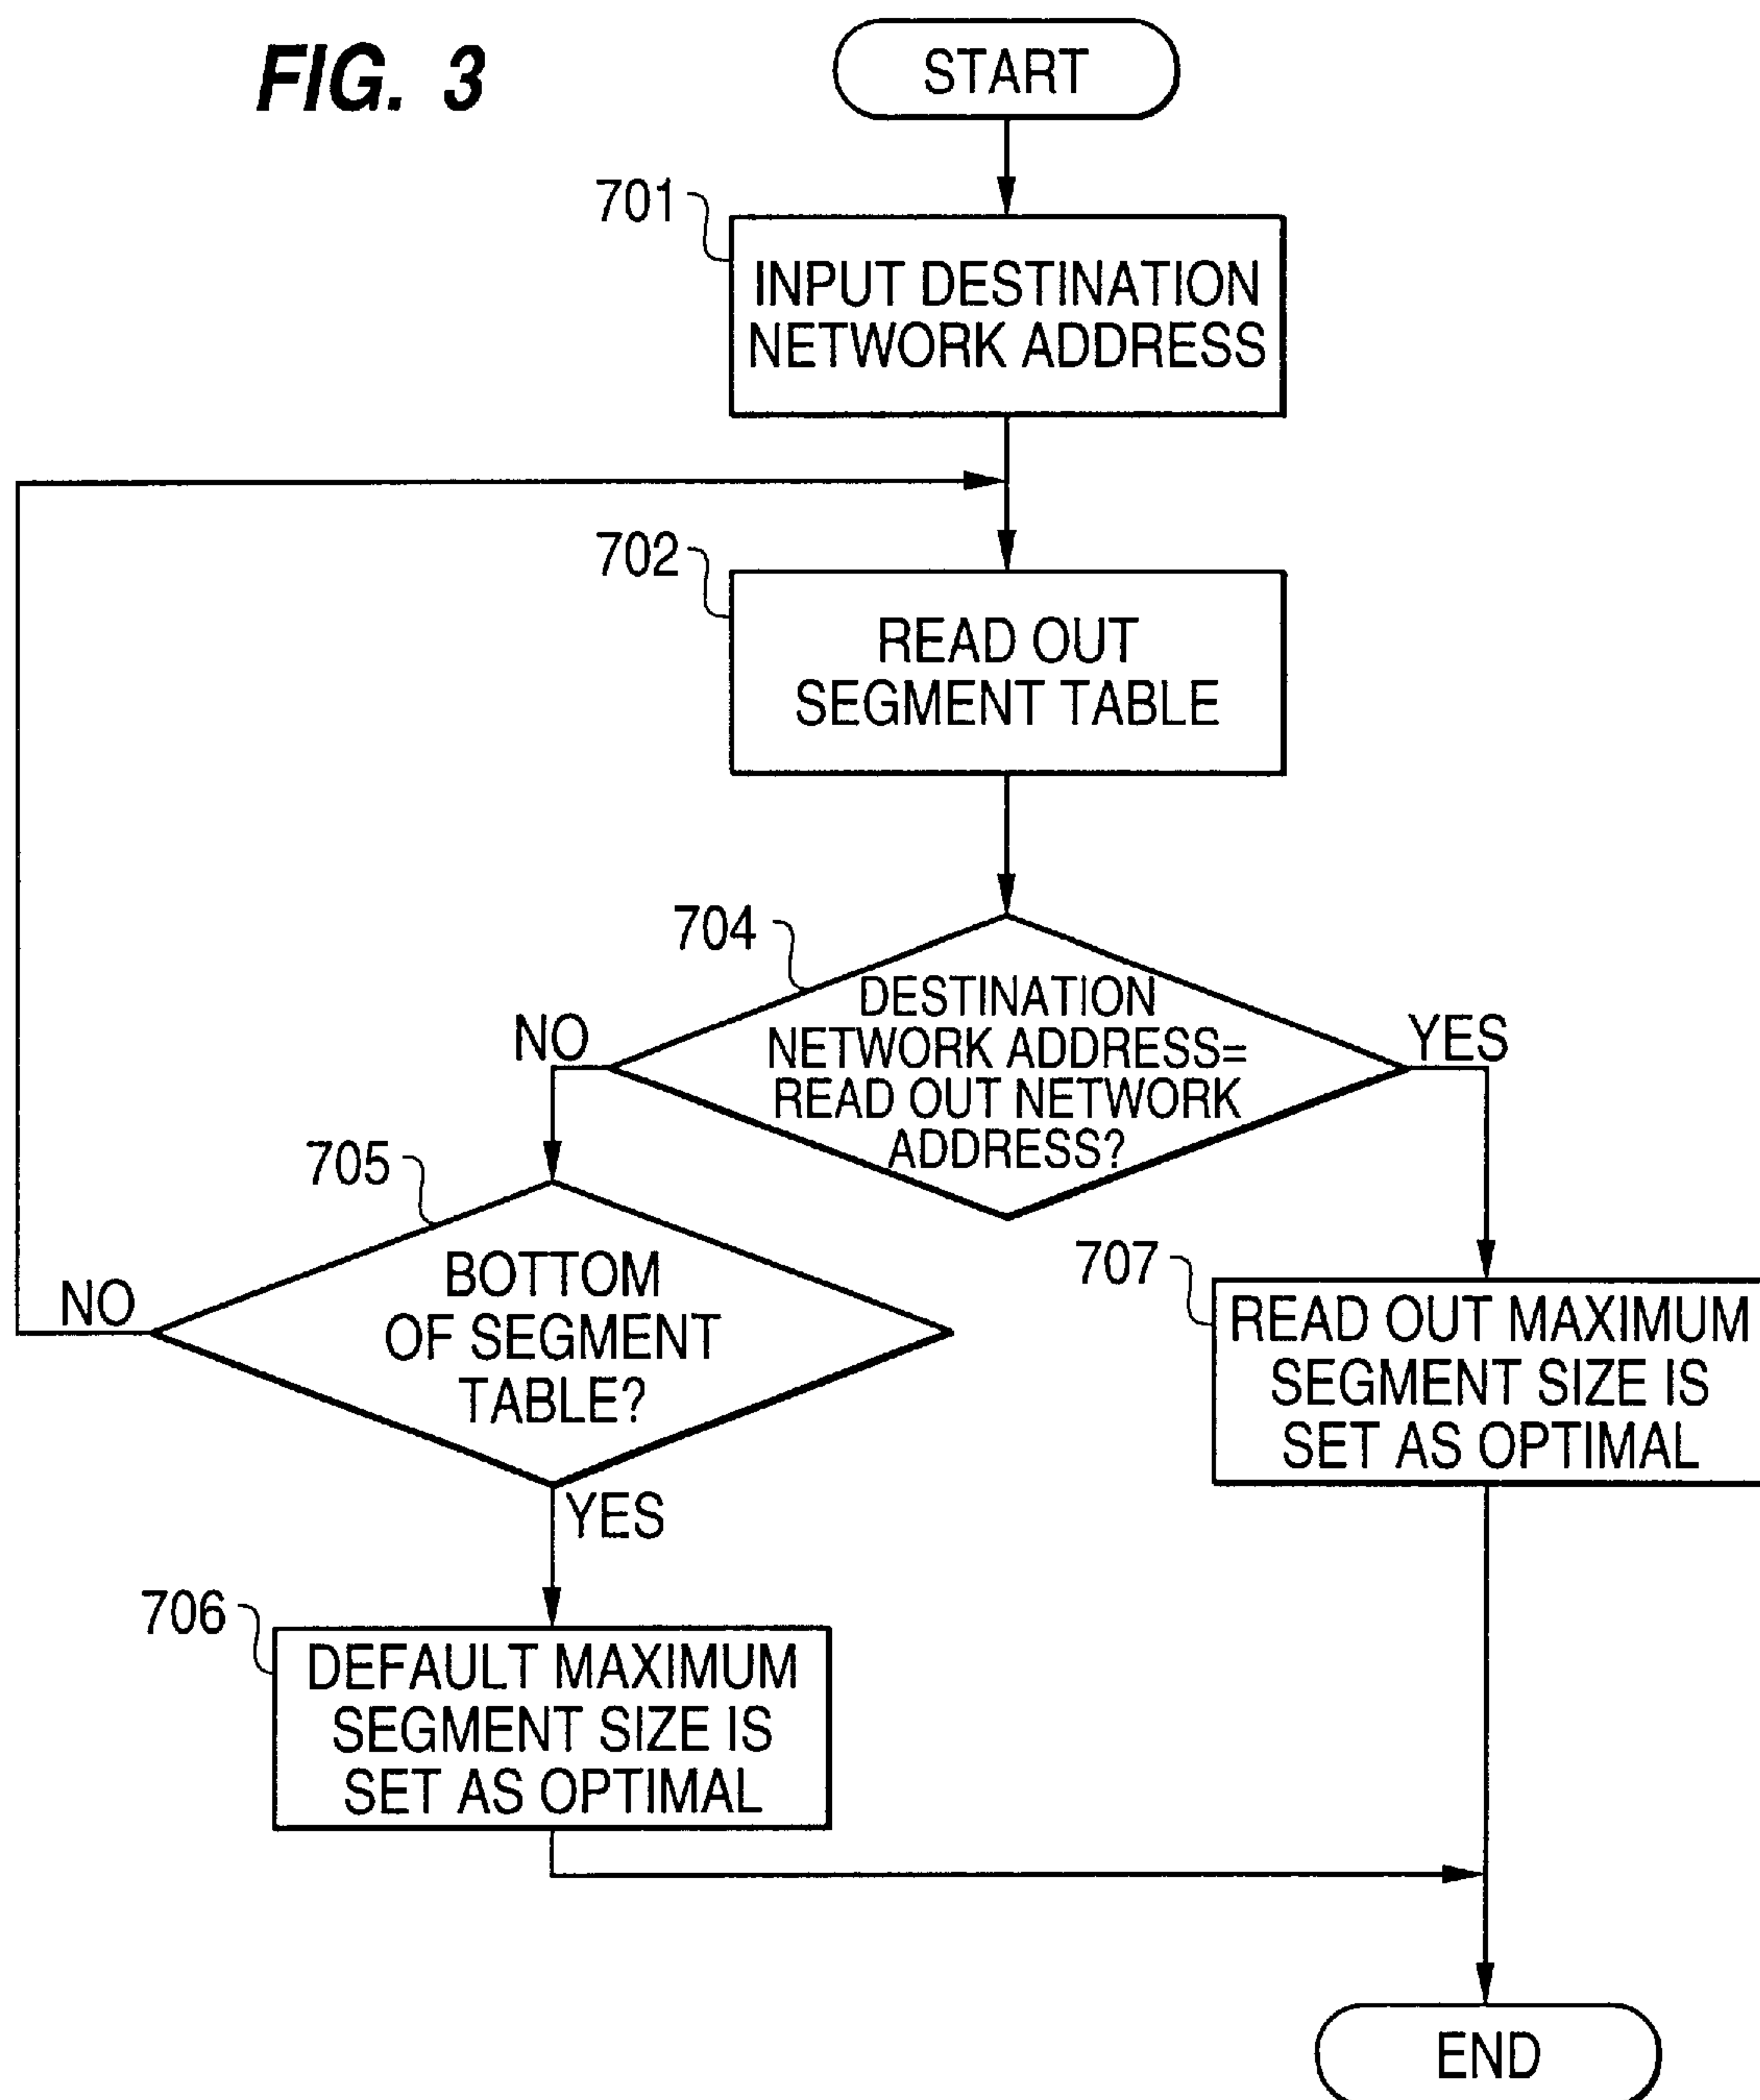 FIG. 3
START
701
INPUT DESTINATION
NETWORK ADDRESS
702
READ OUT
SEGMENT TABLE
704
DESTINATION
NETWORK ADDRESS=
READ OUT NETWORK
ADDRESS?
NO
YES
705
BOTTOM
OF SEGMENT
TABLE?
NO
YES
707
READ OUT MAXIMUM
SEGMENT SIZE IS
SET AS OPTIMAL
706
DEFAULT MAXIMUM
SEGMENT SIZE IS
SET AS OPTIMAL
END